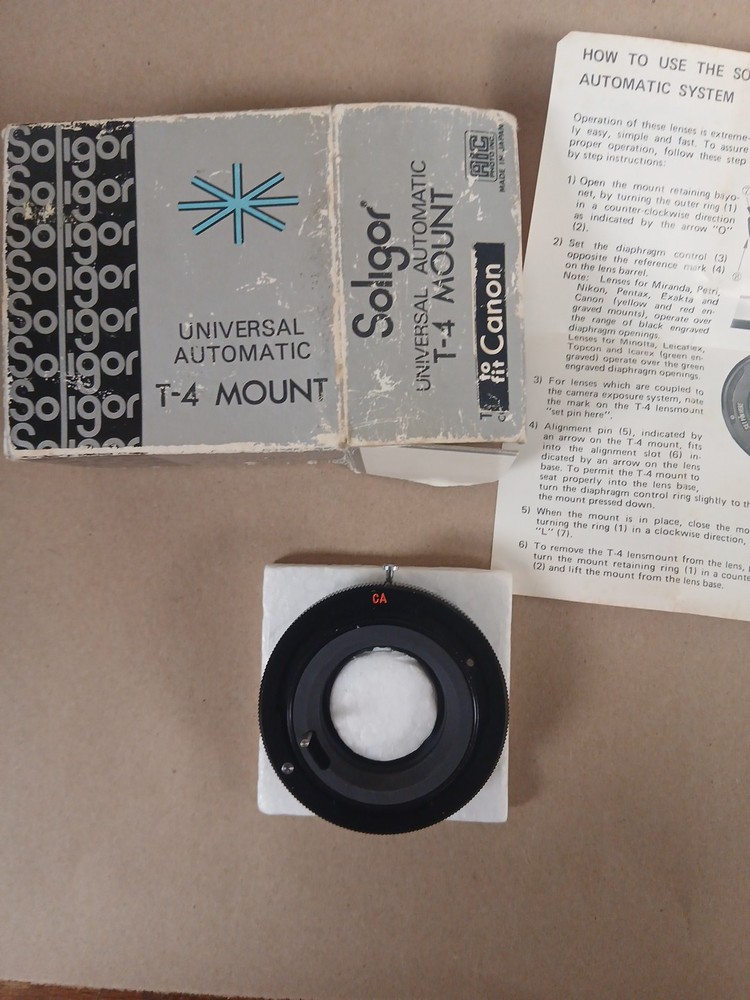 Soligor
Soligor
Soligor
Soligor
Soligor
Soligor
Soligor
Soligor
UNIVERSAL
AUTOMATIC
T-4 MOUNT
Soligor®
UNIVERSAL AUTOMATIC
T-4 MOUNT
to
fit Canon
AIC
PHOTO INC.
MADE IN JAPAN
HOW TO USE THE SO
AUTOMATIC SYSTEM
Operation of these lenses is extreme
ly easy, simple and fast. To assure
proper operation, follow these step
by step instructions:
1) Open the mount retaining bayo-
net, by turning the outer ring (1)
in a counter-clockwise direction
as indicated by the arrow "O"
(2).
2) Set the diaphragm control (3)
opposite the reference mark (4)
on the lens barrel.
Note: Lenses for Miranda, Petri,
Nikon, Pentax, Exakta and
Canon (yellow and red en-
graved mounts), operate over
the range of black engraved
diaphragm openings.
Lenses for Minolta, Leicaflex,
Topcon and Icarex (green en-
graved) operate over the green
engraved diaphragm openings.
3) For lenses which are coupled to
the camera exposure system, note
the mark on the T-4 lensmount
"set pin here".
4) Alignment pin (5), indicated by
an arrow on the T-4 mount, fits
into the alignment slot (6) in-
dicated by an arrow on the lens
base. To permit the T-4 mount to
seat properly into the lens base,
turn the diaphragm control ring slightly to th
the mount pressed down.
5) When the mount is in place, close the mo
turning the ring (1) in a clockwise direction,
"L" (7).
6) To remove the T-4 lensmount from the lens,
turn the mount retaining ring (1) in a counte
(2) and lift the mount from the lens base.
CA